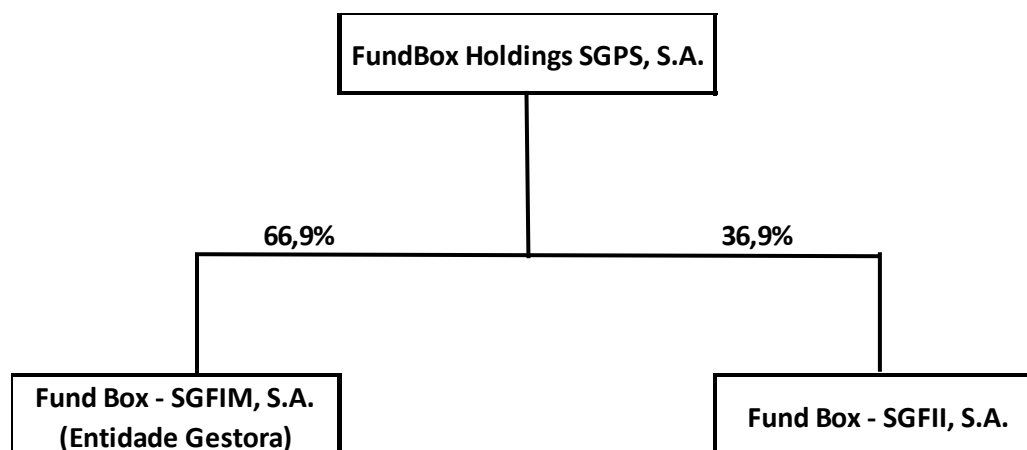 FundBox Holdings SGPS, S.A.
66,9%
36,9%
Fund Box - SGFIM, S.A.
(Entidade Gestora)
Fund Box - SGFII, S.A.